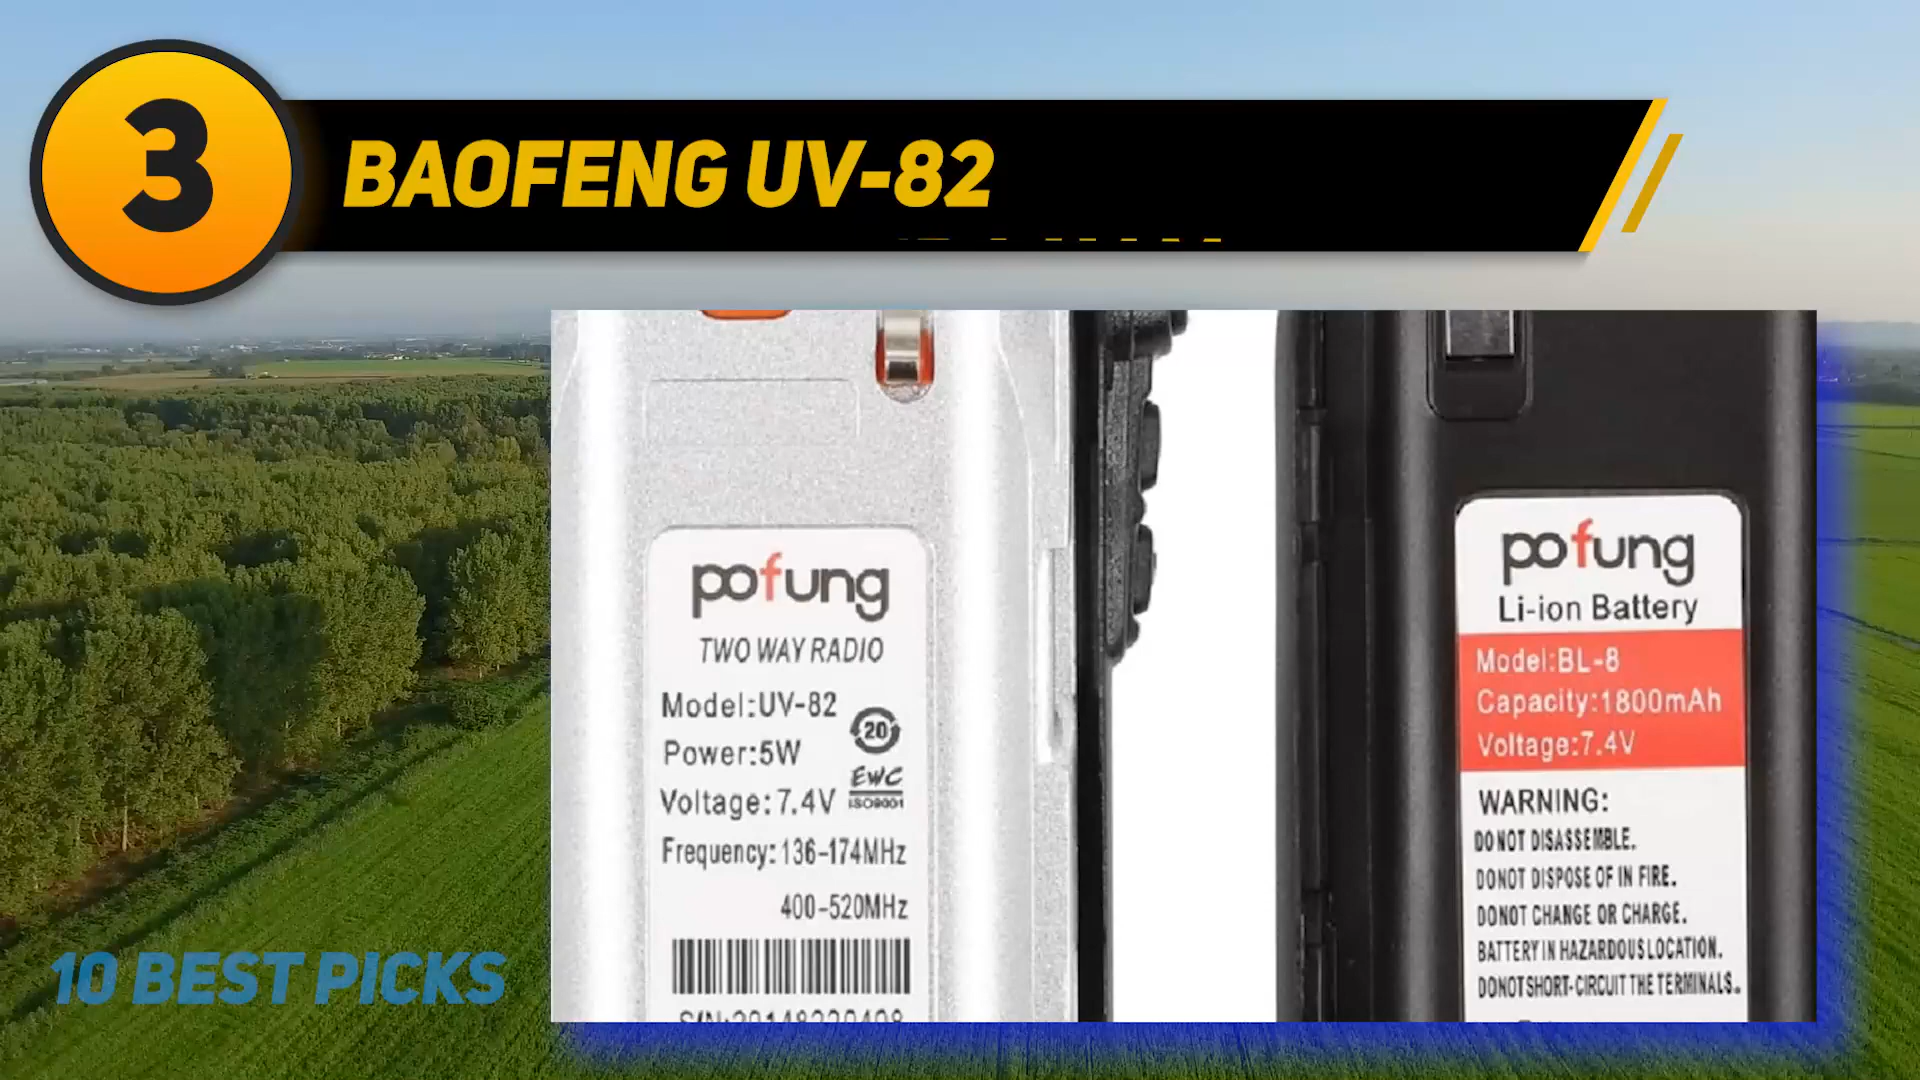 3
BAOFENG UV-82
pofung
TWO WAY RADIO
Model:UV-82
Power:5W
20
EWC
ISO9001
Voltage:7.4V
Frequency:136-174MHz
400-520MHz
pofung
Li-ion Battery
Model:BL-8
Capacity:1800mAh
Voltage:7.4V
WARNING:
DO NOT DISASSEMBLE.
DONOT DISPOSE OF IN FIRE.
DONOT CHANGE OR CHARGE.
BATTERY IN HAZARDOUS LOCATION.
DONOT SHORT-CIRCUIT THE TERMINALS.
10 BEST PICKS